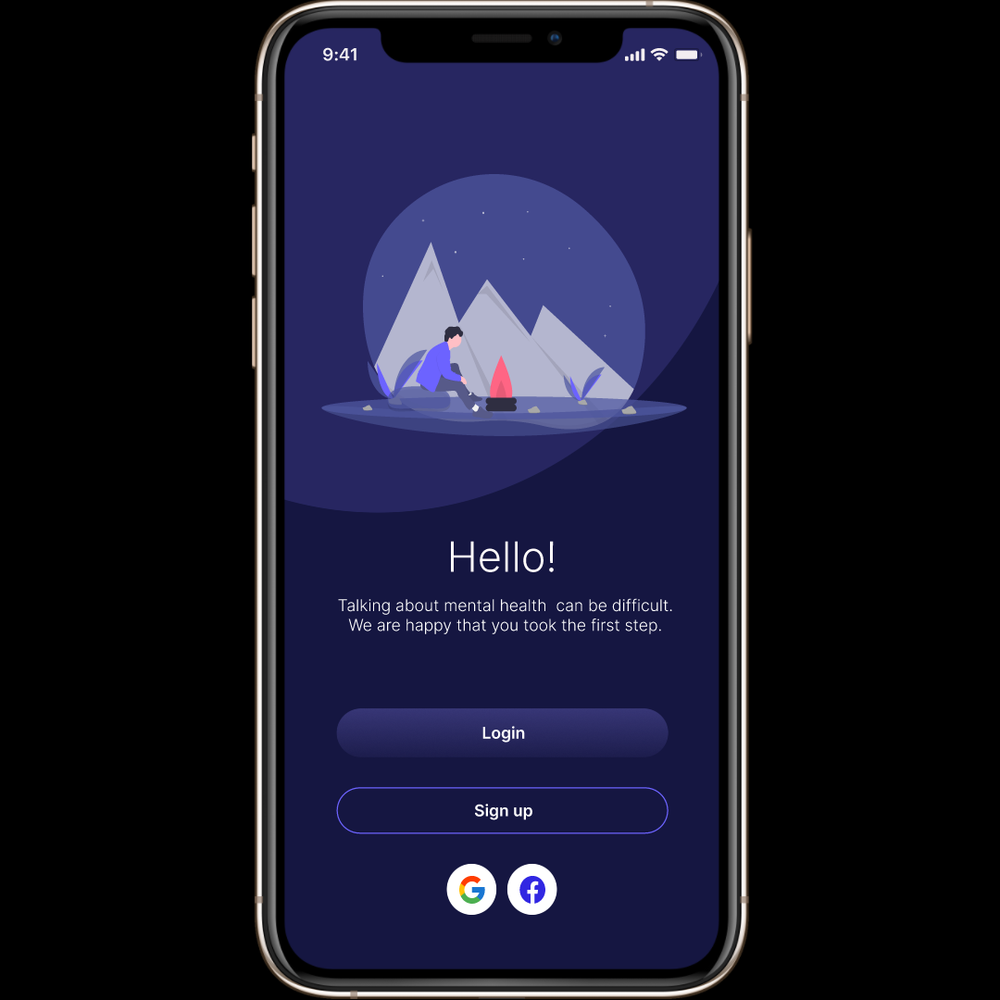 9:41
Hello!
Talking about mental health  can be difficult.
We are happy that you took the first step.
Login
Sign up